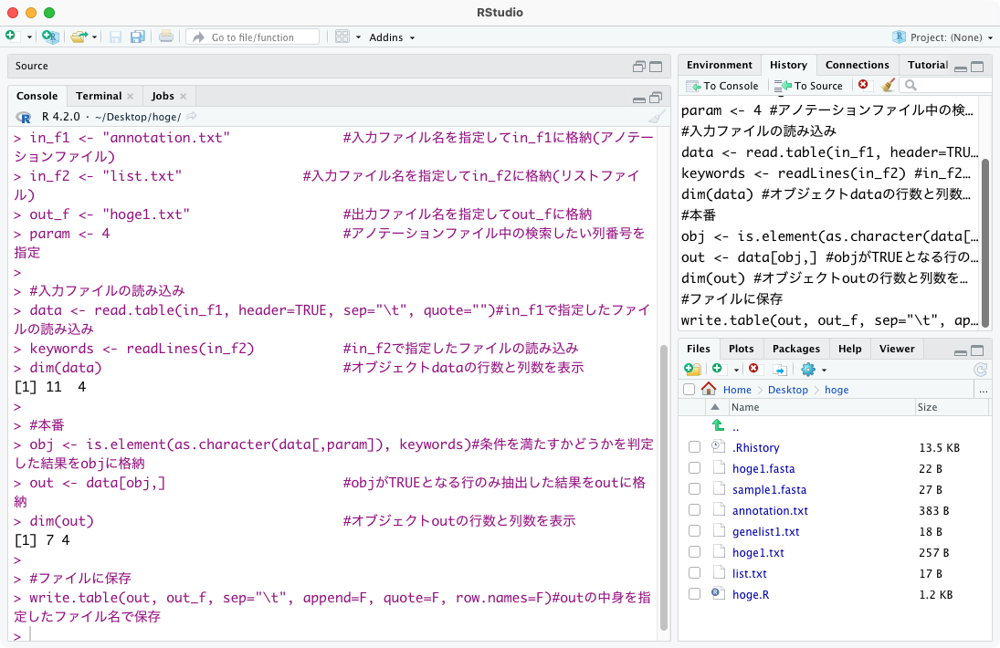 RStudio
Go to file/function
Addins
Project: (None)
Source
Console Terminal Jobs
R 4.2.0 · ~/Desktop/hoge/
> in_f1 <- "annotation.txt" #入力ファイル名を指定してin_f1に格納(アノテー
ションファイル)
> in_f2 <- "list.txt" #入力ファイル名を指定してin_f2に格納(リストファイ
ル)
> out_f <- "hoge1.txt" #出力ファイル名を指定してout_fに格納
> param <- 4 #アノテーションファイル中の検索したい列番号を
指定
>
> #入力ファイルの読み込み
> data <- read.table(in_f1, header=TRUE, sep="\t", quote="")#in_f1で指定したファイ
ルの読み込み
> keywords <- readLines(in_f2) #in_f2で指定したファイルの読み込み
> dim(data) #オブジェクトdataの行数と列数を表示
[1] 11  4
>
> #本番
> obj <- is.element(as.character(data[,param]), keywords)#条件を満たすかどうかを判定
した結果をobjに格納
> out <- data[obj,] #objがTRUEとなる行のみ抽出した結果をoutに格
納
> dim(out) #オブジェクトoutの行数と列数を表示
[1] 7 4
>
> #ファイルに保存
> write.table(out, out_f, sep="\t", append=F, quote=F, row.names=F)#outの中身を指
定したファイル名で保存
>
Environment History Connections Tutorial
To Console To Source
param <- 4 #アノテーションファイル中の検…
#入力ファイルの読み込み
data <- read.table(in_f1, header=TRU…
keywords <- readLines(in_f2) #in_f2…
dim(data) #オブジェクトdataの行数と列数…
#本番
obj <- is.element(as.character(data[…
out <- data[obj,] #objがTRUEとなる行の…
dim(out) #オブジェクトoutの行数と列数を…
#ファイルに保存
write.table(out, out_f, sep="\t", ap…
Files Plots Packages Help Viewer
Home Desktop hoge ...
Name Size
..
.Rhistory 13.5 KB
hoge1.fasta 22 B
sample1.fasta 27 B
annotation.txt 383 B
genelist1.txt 18 B
hoge1.txt 257 B
list.txt 17 B
hoge.R 1.2 KB